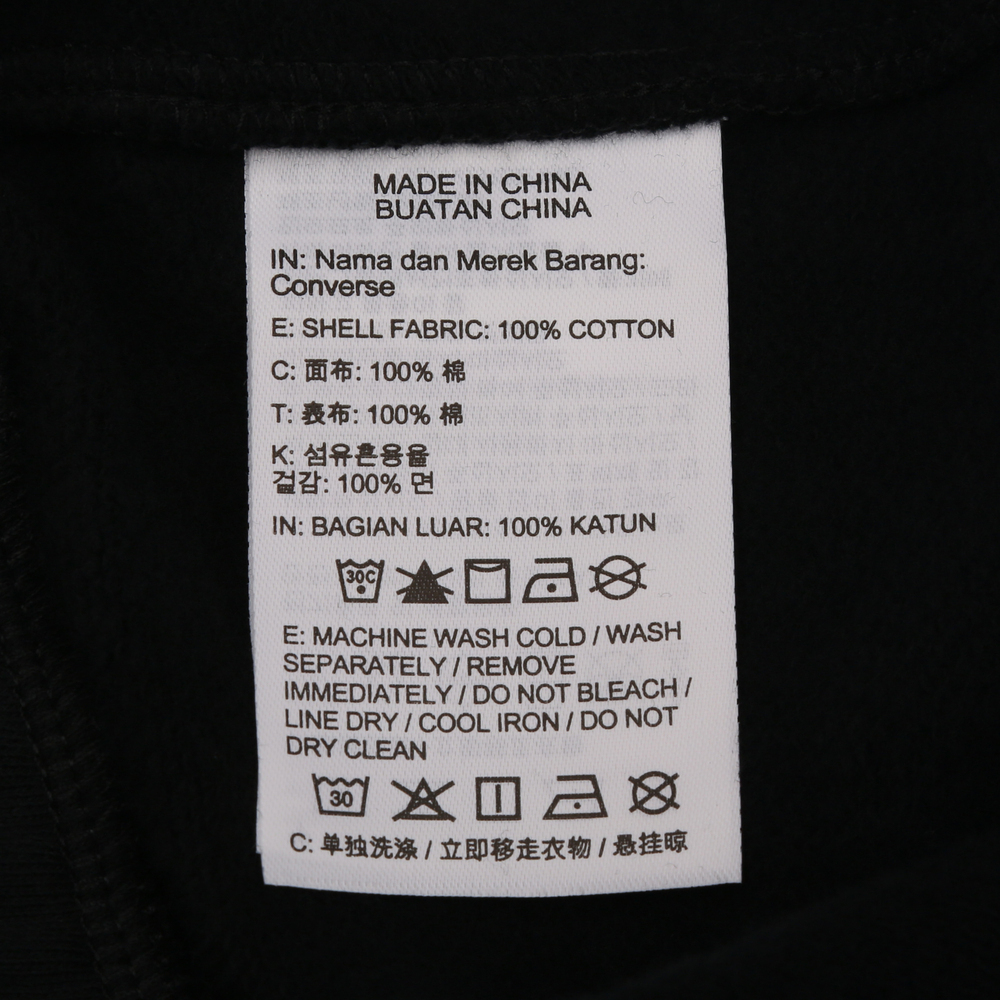 MADE IN CHINA
BUATAN CHINA
IN: Nama dan Merek Barang:
Converse
E: SHELL FABRIC: 100% COTTON
C: 面布: 100% 棉
T: 表布: 100% 棉
K: 섬유혼용율
겉감: 100% 면
IN: BAGIAN LUAR: 100% KATUN
30C
E: MACHINE WASH COLD / WASH
SEPARATELY / REMOVE
IMMEDIATELY / DO NOT BLEACH /
LINE DRY / COOL IRON / DO NOT
DRY CLEAN
30
C: 单独洗涤 / 立即移走衣物 / 悬挂晾